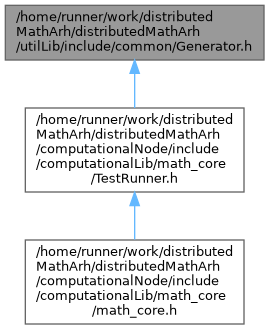 /home/runner/work/distributed
MathArh/distributedMathArh
/utilLib/include/common/Generator.h
/home/runner/work/distributed
MathArh/distributedMathArh
/computationalNode/include
/computationalLib/math_core
/TestRunner.h
/home/runner/work/distributed
MathArh/distributedMathArh
/computationalNode/include
/computationalLib/math_core
/math_core.h